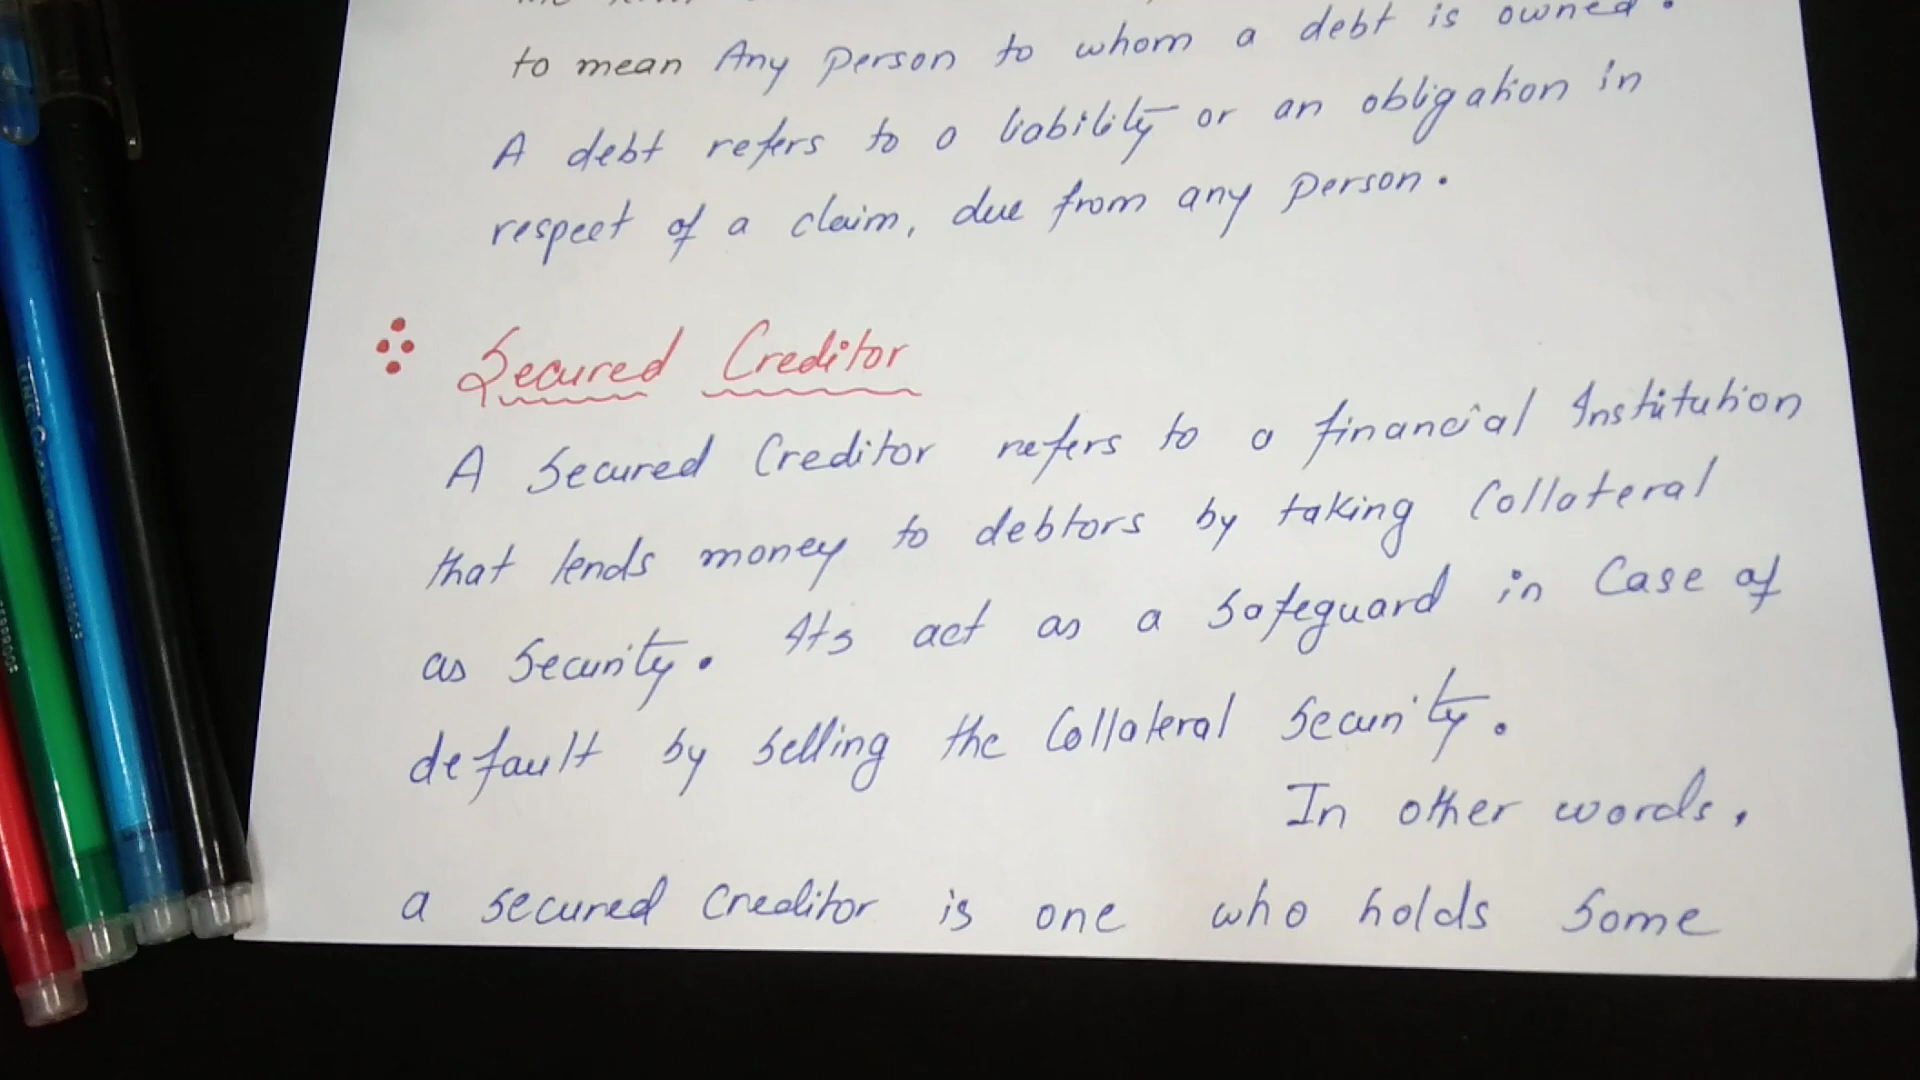 to mean Any person to whom a debt is owned.
A debt refers to a liability or an obligation in
respect of a claim, due from any person.
Secured Creditor
A Secured Creditor refers to a financial Institution
that lends money to debtors by taking Collateral
as Security. Its act as a safeguard in Case of
default by selling the Collateral Security.
In other words,
a secured Creditor is one who holds Some